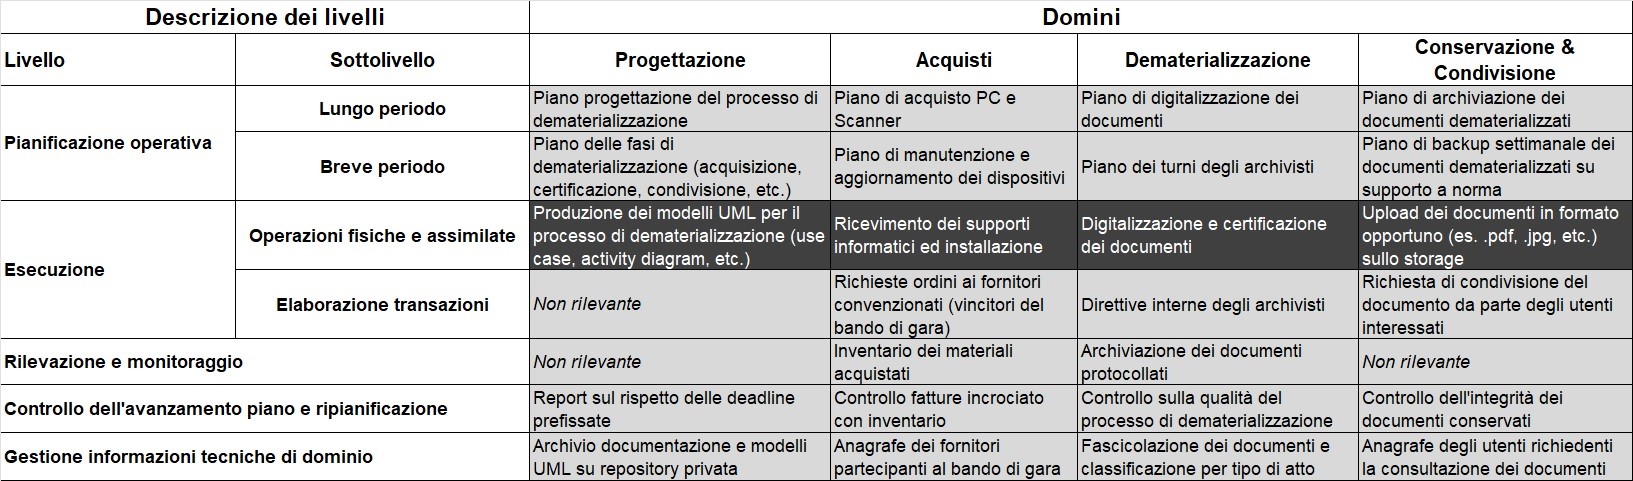 Descrizione dei livelli
Domini
Livello
Sottolivello
Progettazione
Acquisti
Dematerializzazione
Conservazione &
Condivisione
Pianificazione operativa
Lungo periodo
Piano progettazione del processo di
dematerializzazione
Piano di acquisto PC e
Scanner
Piano di digitalizzazione dei
documenti
Piano di archiviazione dei
documenti dematerializzati
Breve periodo
Piano delle fasi di
dematerializzazione (acquisizione,
certificazione, condivisione, etc.)
Piano di manutenzione e
aggiornamento dei dispositivi
Piano dei turni degli archivisti
Piano di backup settimanale dei
documenti dematerializzati su
supporto a norma
Esecuzione
Operazioni fisiche e assimilate
Produzione dei modelli UML per il
processo di dematerializzazione (use
case, activity diagram, etc.)
Ricevimento dei supporti
informatici ed installazione
Digitalizzazione e certificazione
dei documenti
Upload dei documenti in formato
opportuno (es. .pdf, .jpg, etc.)
sullo storage
Elaborazione transazioni
Non rilevante
Richieste ordini ai fornitori
convenzionati (vincitori del
bando di gara)
Direttive interne degli archivisti
Richiesta di condivisione del
documento da parte degli utenti
interessati
Rilevazione e monitoraggio
Non rilevante
Inventario dei materiali
acquistati
Archiviazione dei documenti
protocollati
Non rilevante
Controllo dell'avanzamento piano e ripianificazione
Report sul rispetto delle deadline
prefissate
Controllo fatture incrociato
con inventario
Controllo sulla qualità del
processo di dematerializzazione
Controllo dell'integrità dei
documenti conservati
Gestione informazioni tecniche di dominio
Archivio documentazione e modelli
UML su repository privata
Anagrafe dei fornitori
partecipanti al bando di gara
Fascicolazione dei documenti e
classificazione per tipo di atto
Anagrafe degli utenti richiedenti
la consultazione dei documenti